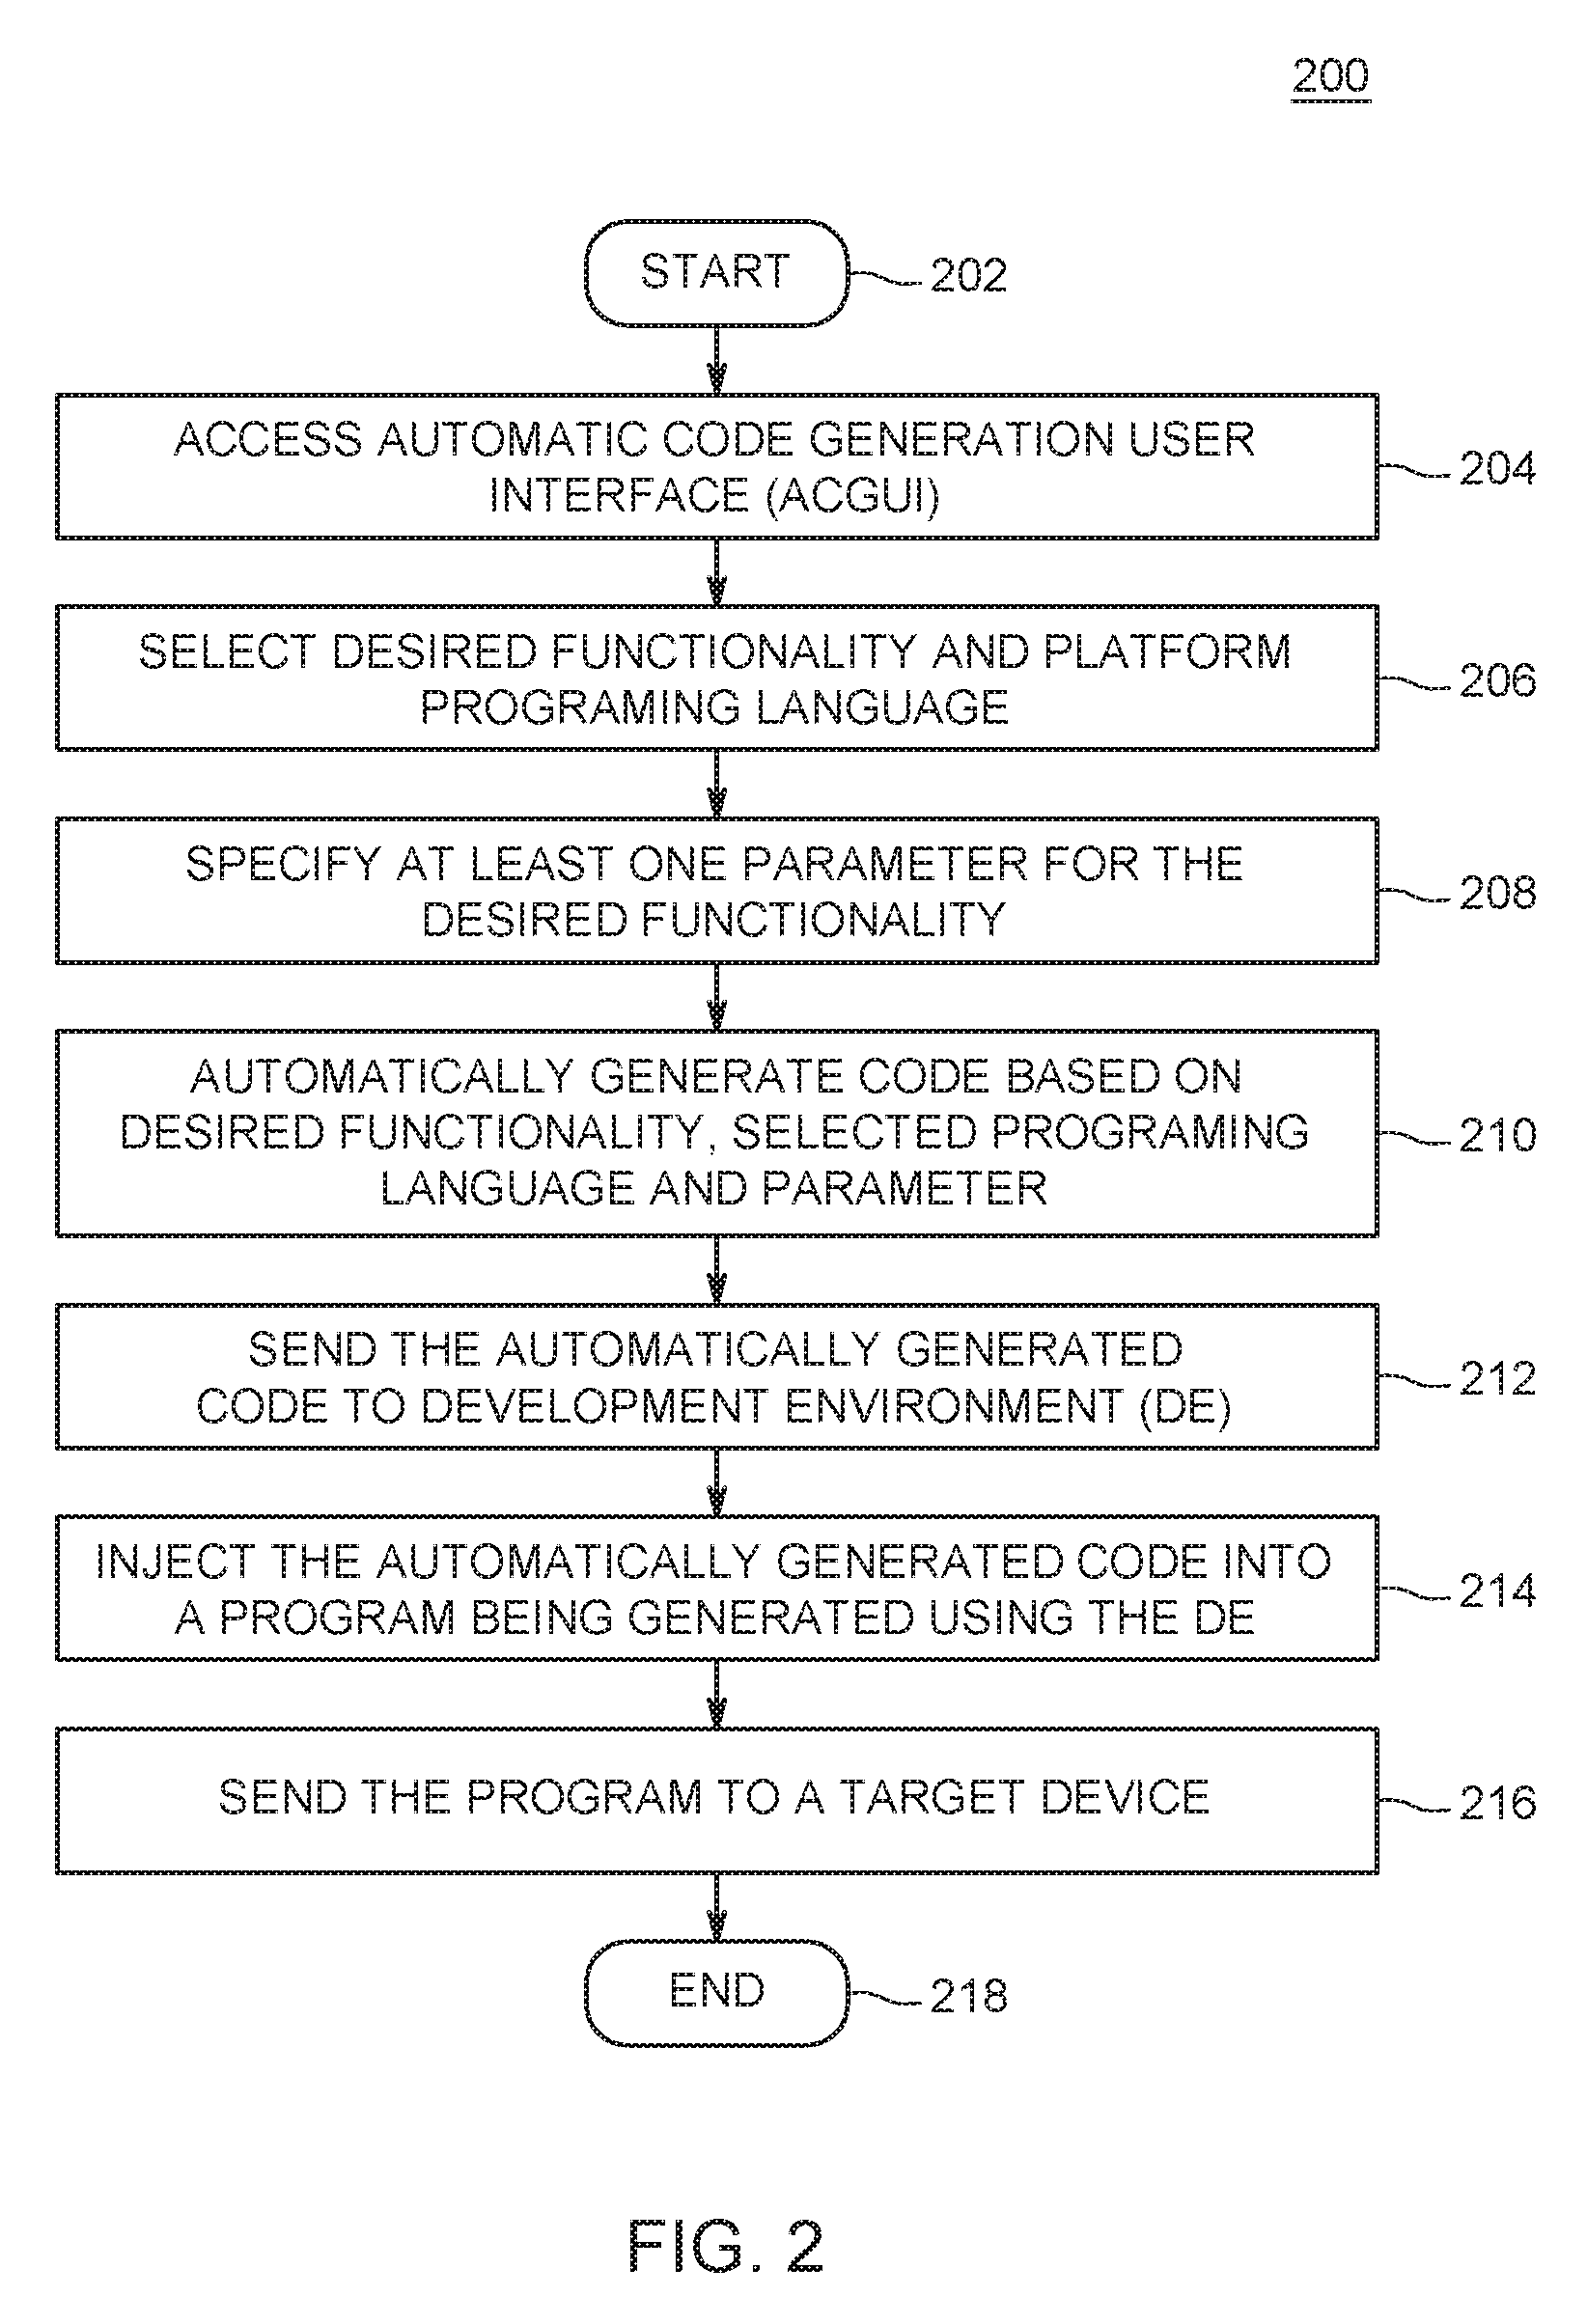 200
START
202
ACCESS AUTOMATIC CODE GENERATION USER
INTERFACE (ACGUI)
204
SELECT DESIRED FUNCTIONALITY AND PLATFORM
PROGRAMING LANGUAGE
206
SPECIFY AT LEAST ONE PARAMETER FOR THE
DESIRED FUNCTIONALITY
208
AUTOMATICALLY GENERATE CODE BASED ON
DESIRED FUNCTIONALITY, SELECTED PROGRAMING
LANGUAGE AND PARAMETER
210
SEND THE AUTOMATICALLY GENERATED
CODE TO DEVELOPMENT ENVIRONMENT (DE)
212
INJECT THE AUTOMATICALLY GENERATED CODE INTO
A PROGRAM BEING GENERATED USING THE DE
214
SEND THE PROGRAM TO A TARGET DEVICE
216
END
218
FIG. 2